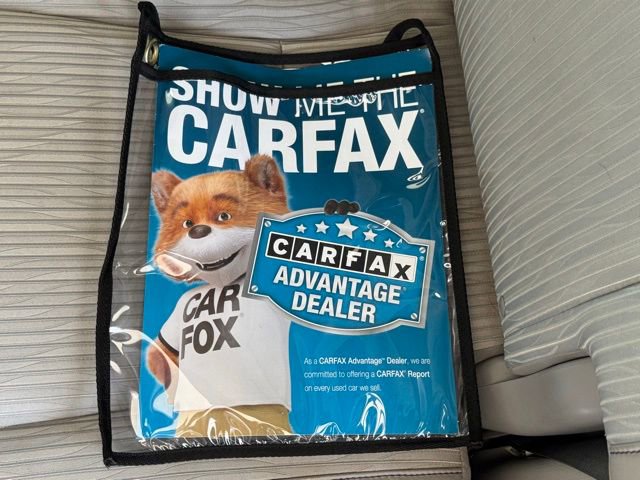 SHOW ME THE
CARFAX®
CARFAX
ADVANTAGE®
DEALER
CAR
FOX®
As a CARFAX Advantage™ Dealer, we are
committed to offering a CARFAX® Report
on every used car we sell.